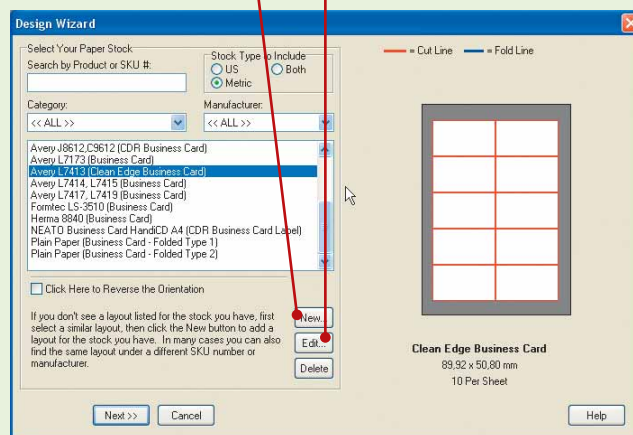 Design Wizard
Select Your Paper Stock
Search by Product or SKU #:
Stock Type to Include
US
Both
Metric
Category:
Manufacturer:
<< ALL >>
<< ALL >>
Avery J8612,C9612 (CDR Business Card)
Avery L7173 (Business Card)
Avery L7413 (Clean Edge Business Card)
Avery L7414, L7415 (Business Card)
Avery L7417, L7419 (Business Card)
Formtec LS-3510 (Business Card)
Herma 8840 (Business Card)
NEATO Business Card HandiCD A4 (CDR Business Card Label)
Plain Paper (Business Card - Folded Type 1)
Plain Paper (Business Card - Folded Type 2)
Click Here to Reverse the Orientation
If you don't see a layout listed for the
stock you have, first
select a similar layout, then click the New button to add a
layout for the stock you have. In many cases you can also
find the same layout under a different SKU number or
manufacturer.
New...
Edit...
Delete
Next >>
Cancel
= Cut Line
= Fold Line
Clean Edge Business Card
89,92 x 50,80 mm
10 Per Sheet
Help